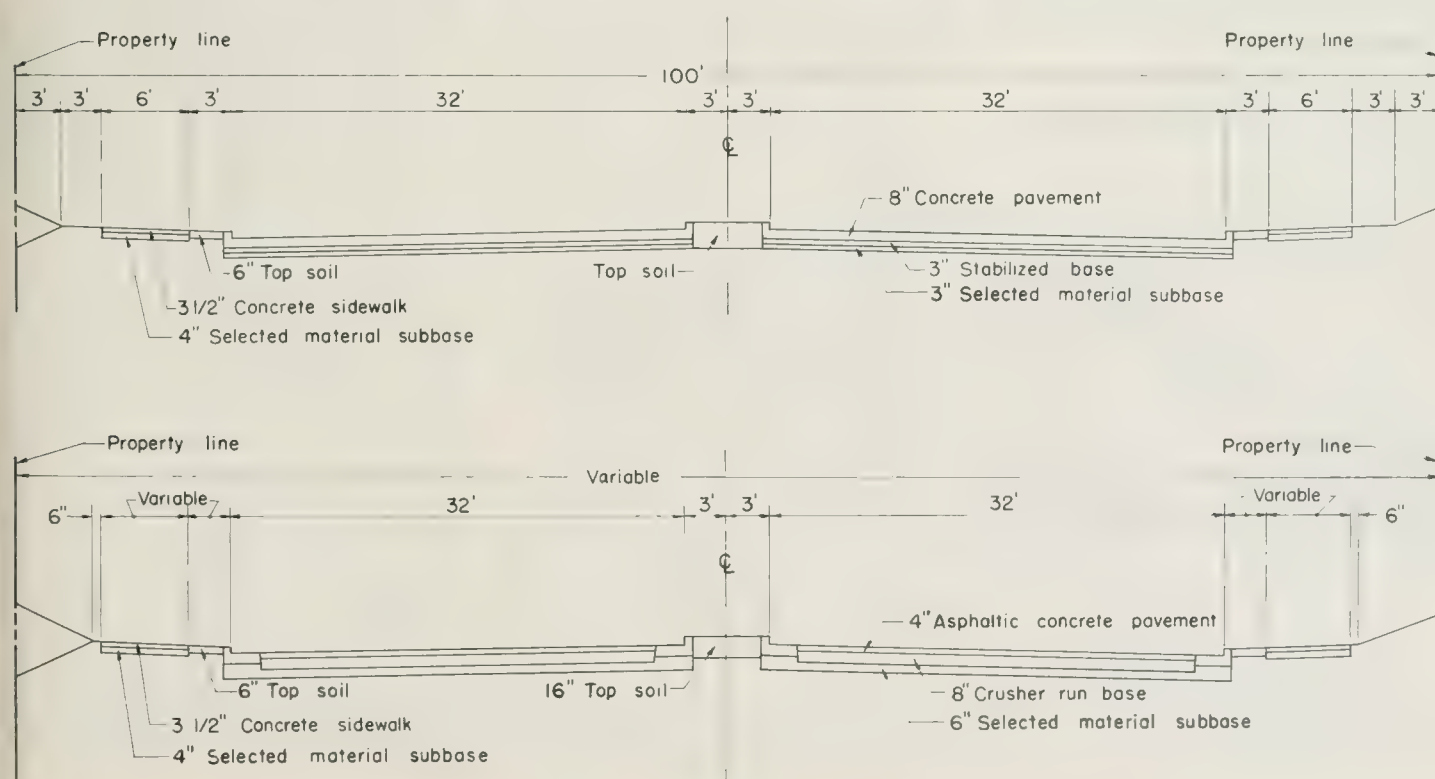 Property line
Property line
100'
3' 3' 6' 3' 32' 3' 3' 32' 3' 6' 3' 3'
℄
8" Concrete pavement
6" Top soil
Top soil
3" Stabilized base
3" Selected material subbase
3 1/2" Concrete sidewalk
4" Selected material subbase
Property line
Property line
Variable
Variable
32'
3' 3'
32'
Variable
6"
6"
℄
4" Asphaltic concrete pavement
6" Top soil
16" Top soil
8" Crusher run base
3 1/2" Concrete sidewalk
6" Selected material subbase
4" Selected material subbase